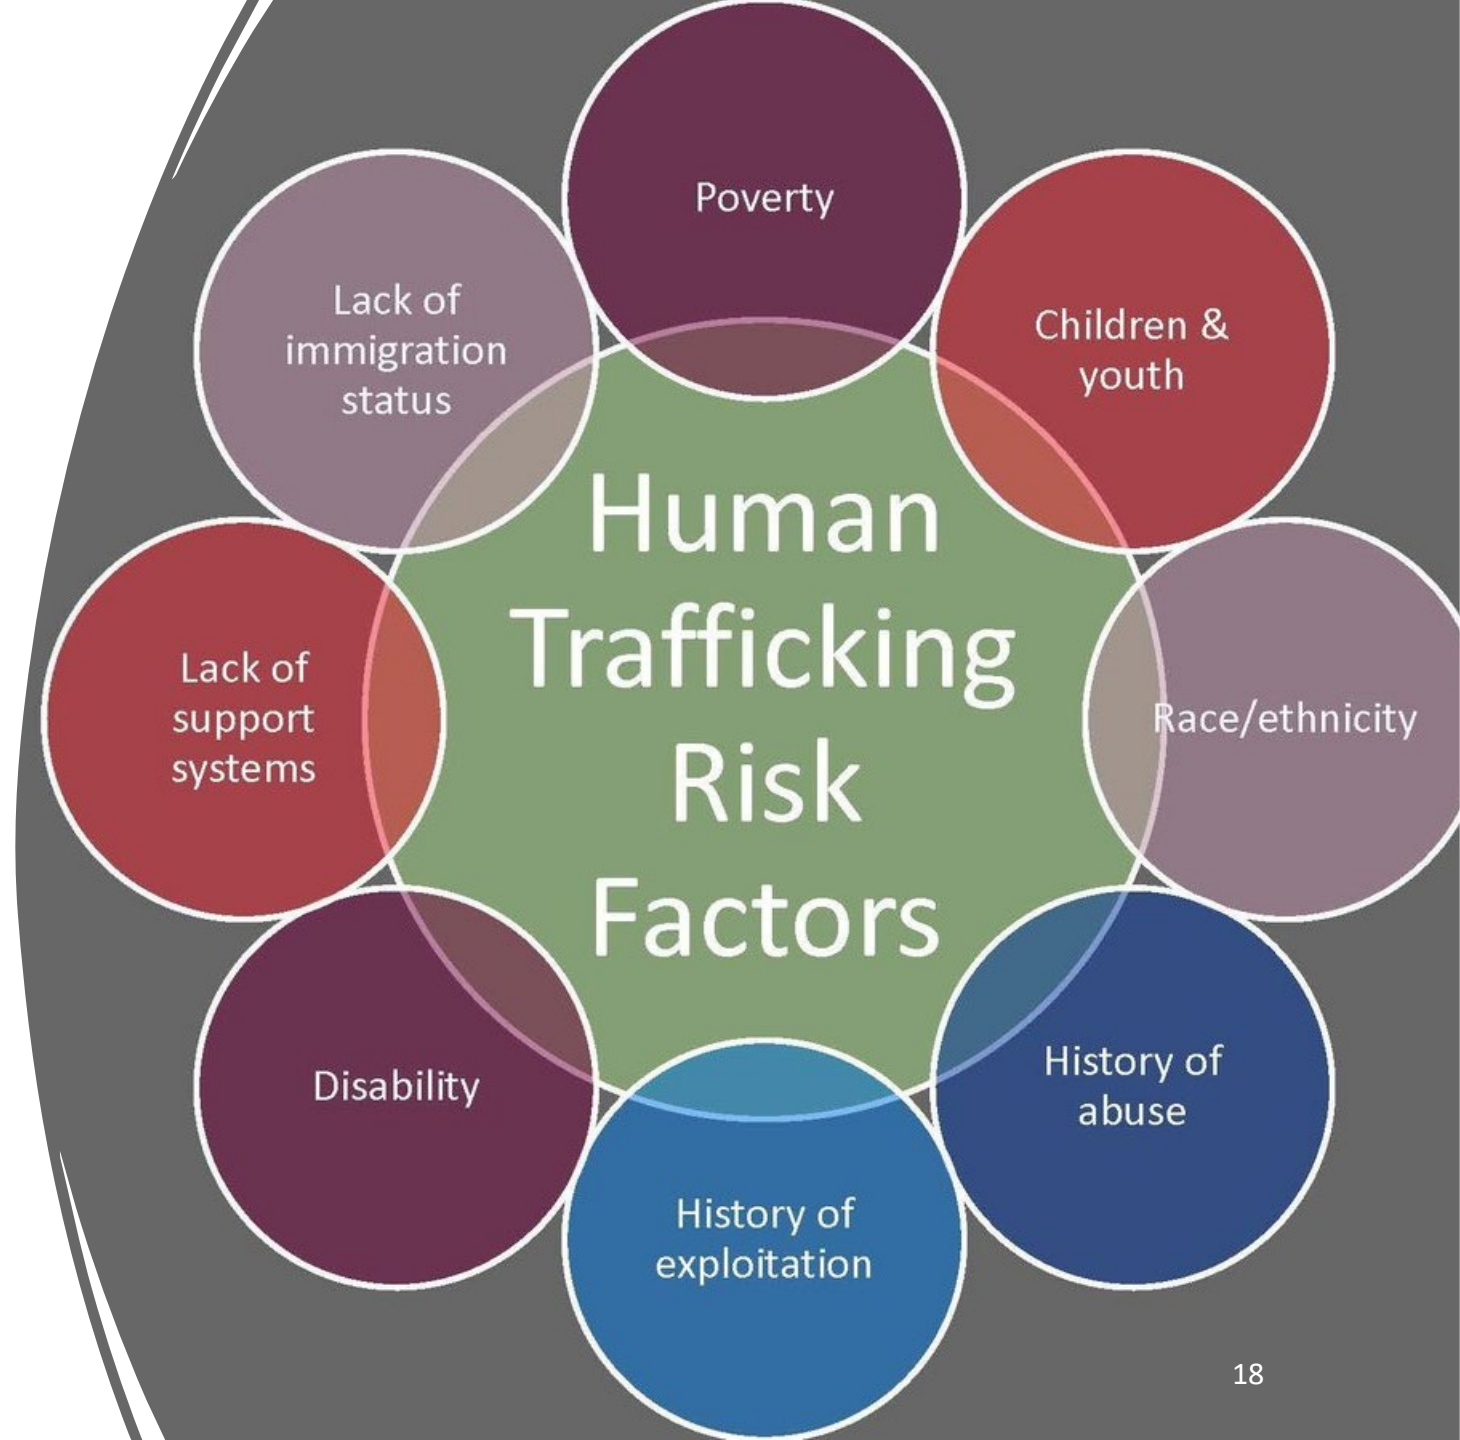 Poverty
Children &
youth
Race/ethnicity
History of
abuse
History of
exploitation
Disability
Lack of
support
systems
Lack of
immigration
status
Human
Trafficking
Risk
Factors
18